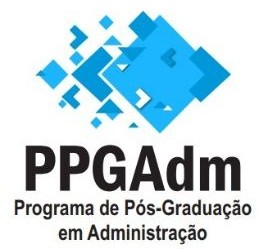 PPGAdm
Programa de Pós-Graduação
em Administração